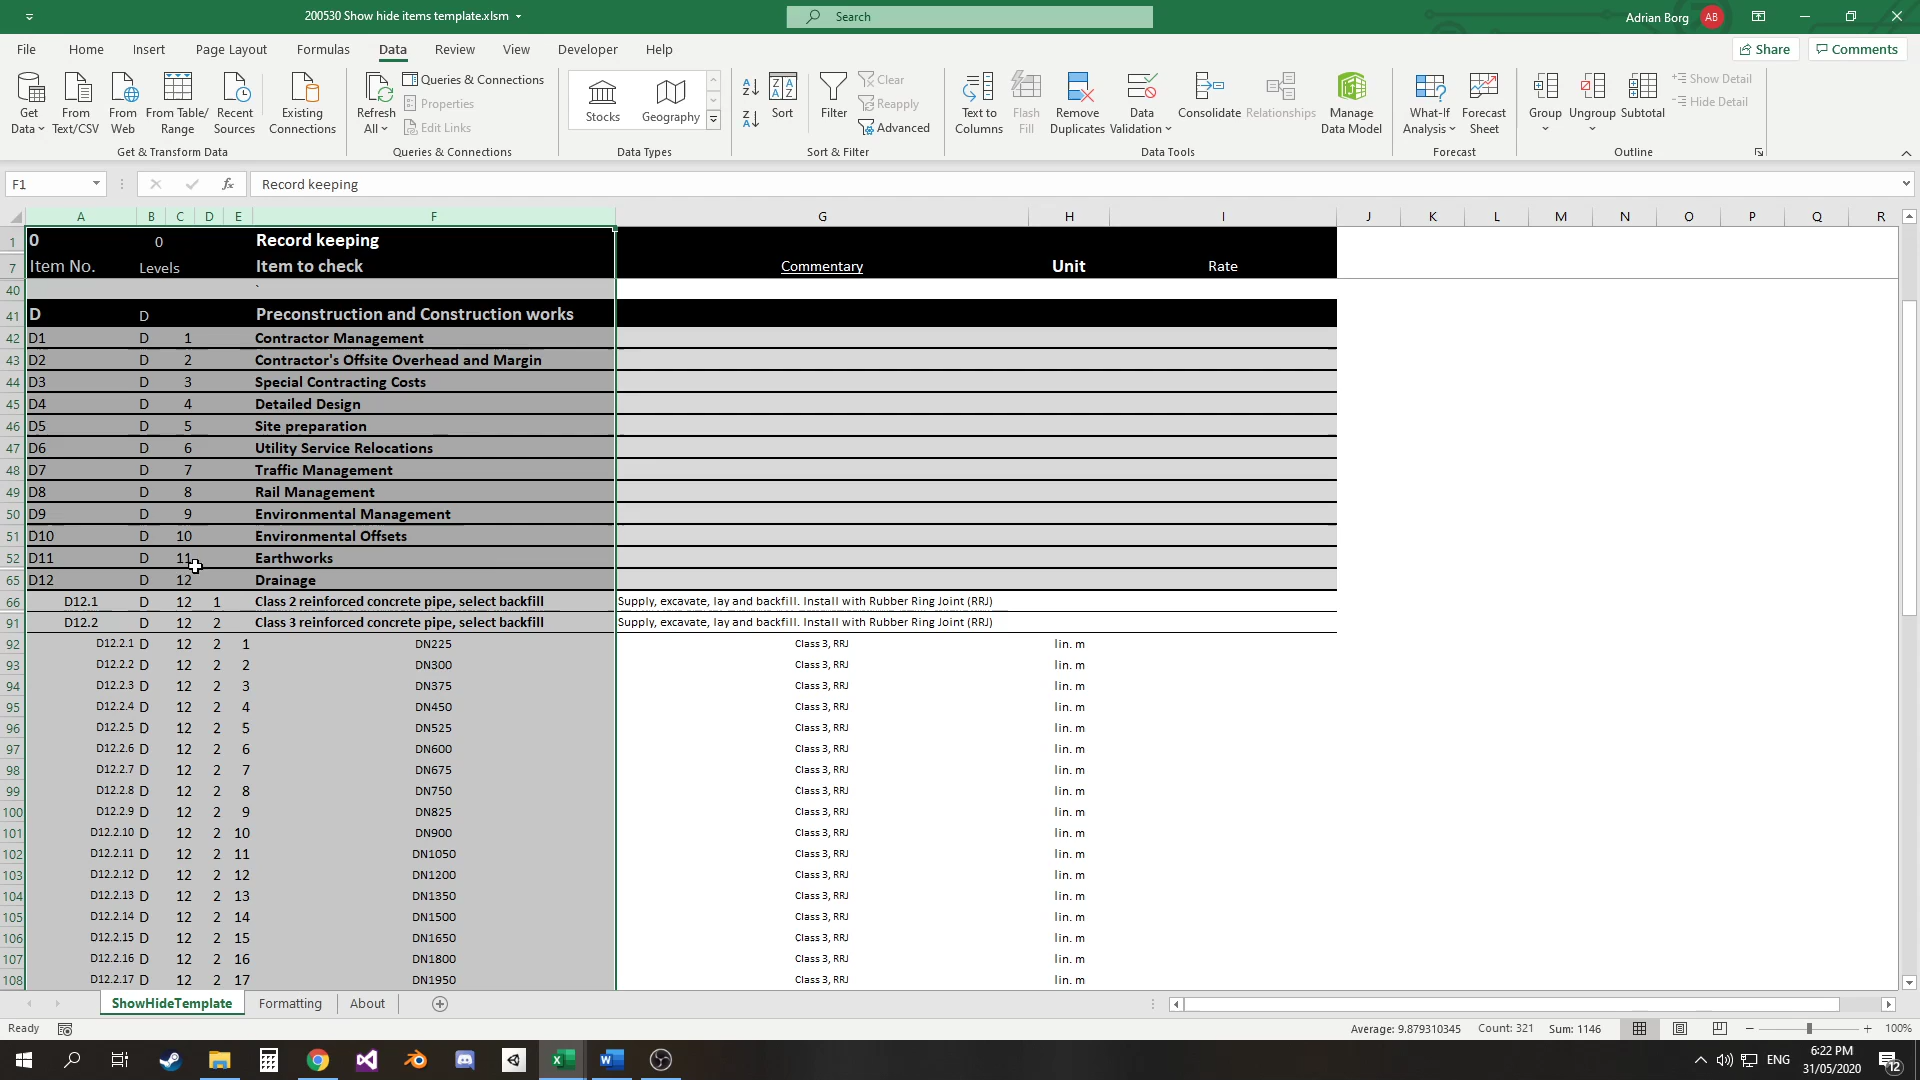 200530 Show hide items template.xlsm
Search
Adrian Borg AB
File Home Insert Page Layout Formulas Data Review View Developer Help Share Comments
Get Data From Text/CSV From Web From Table/ Range Recent Sources Existing Connections
Get & Transform Data
Refresh All Queries & Connections Properties Edit Links
Queries & Connections
Stocks Geography
Data Types
Sort Filter Clear Reapply Advanced
Sort & Filter
Text to Columns Flash Fill Remove Duplicates Data Validation Consolidate Relationships Manage Data Model
Data Tools
What-If Analysis Forecast Sheet
Forecast
Group Ungroup Subtotal Show Detail Hide Detail
Outline
F1 fx Record keeping
A B C D E F G H I J K L M N O P Q R
1 0 0 Record keeping
7 Item No. Levels Item to check Commentary Unit Rate
40 `
41 D D Preconstruction and Construction works
42 D1 D 1 Contractor Management
43 D2 D 2 Contractor's Offsite Overhead and Margin
44 D3 D 3 Special Contracting Costs
45 D4 D 4 Detailed Design
46 D5 D 5 Site preparation
47 D6 D 6 Utility Service Relocations
48 D7 D 7 Traffic Management
49 D8 D 8 Rail Management
50 D9 D 9 Environmental Management
51 D10 D 10 Environmental Offsets
52 D11 D 11 Earthworks
65 D12 D 12 Drainage
66 D12.1 D 12 1 Class 2 reinforced concrete pipe, select backfill Supply, excavate, lay and backfill. Install with Rubber Ring Joint (RRJ)
91 D12.2 D 12 2 Class 3 reinforced concrete pipe, select backfill Supply, excavate, lay and backfill. Install with Rubber Ring Joint (RRJ)
92 D12.2.1 D 12 2 1 DN225 Class 3, RRJ lin. m
93 D12.2.2 D 12 2 2 DN300 Class 3, RRJ lin. m
94 D12.2.3 D 12 2 3 DN375 Class 3, RRJ lin. m
95 D12.2.4 D 12 2 4 DN450 Class 3, RRJ lin. m
96 D12.2.5 D 12 2 5 DN525 Class 3, RRJ lin. m
97 D12.2.6 D 12 2 6 DN600 Class 3, RRJ lin. m
98 D12.2.7 D 12 2 7 DN675 Class 3, RRJ lin. m
99 D12.2.8 D 12 2 8 DN750 Class 3, RRJ lin. m
100 D12.2.9 D 12 2 9 DN825 Class 3, RRJ lin. m
101 D12.2.10 D 12 2 10 DN900 Class 3, RRJ lin. m
102 D12.2.11 D 12 2 11 DN1050 Class 3, RRJ lin. m
103 D12.2.12 D 12 2 12 DN1200 Class 3, RRJ lin. m
104 D12.2.13 D 12 2 13 DN1350 Class 3, RRJ lin. m
105 D12.2.14 D 12 2 14 DN1500 Class 3, RRJ lin. m
106 D12.2.15 D 12 2 15 DN1650 Class 3, RRJ lin. m
107 D12.2.16 D 12 2 16 DN1800 Class 3, RRJ lin. m
108 D12.2.17 D 12 2 17 DN1950 Class 3, RRJ lin. m
ShowHideTemplate Formatting About
Ready Average: 9.879310345 Count: 321 Sum: 1146 100%
ENG 6:22 PM
31/05/2020 12